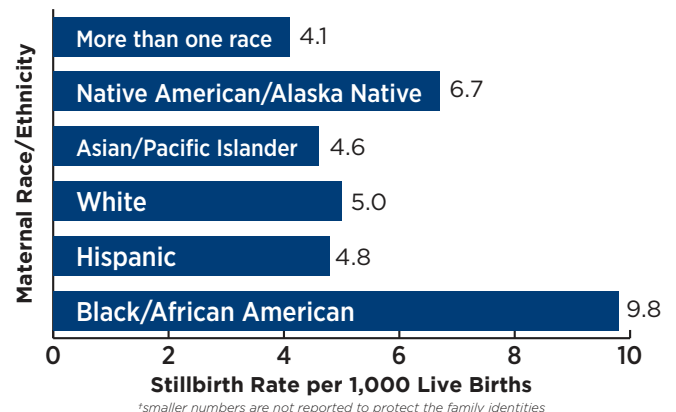 Maternal Race/Ethnicity
More than one race 4.1
Native American/Alaska Native 6.7
Asian/Pacific Islander 4.6
White 5.0
Hispanic 4.8
Black/African American 9.8
0 2 4 6 8 10
Stillbirth Rate per 1,000 Live Births
†smaller numbers are not reported to protect the family identities